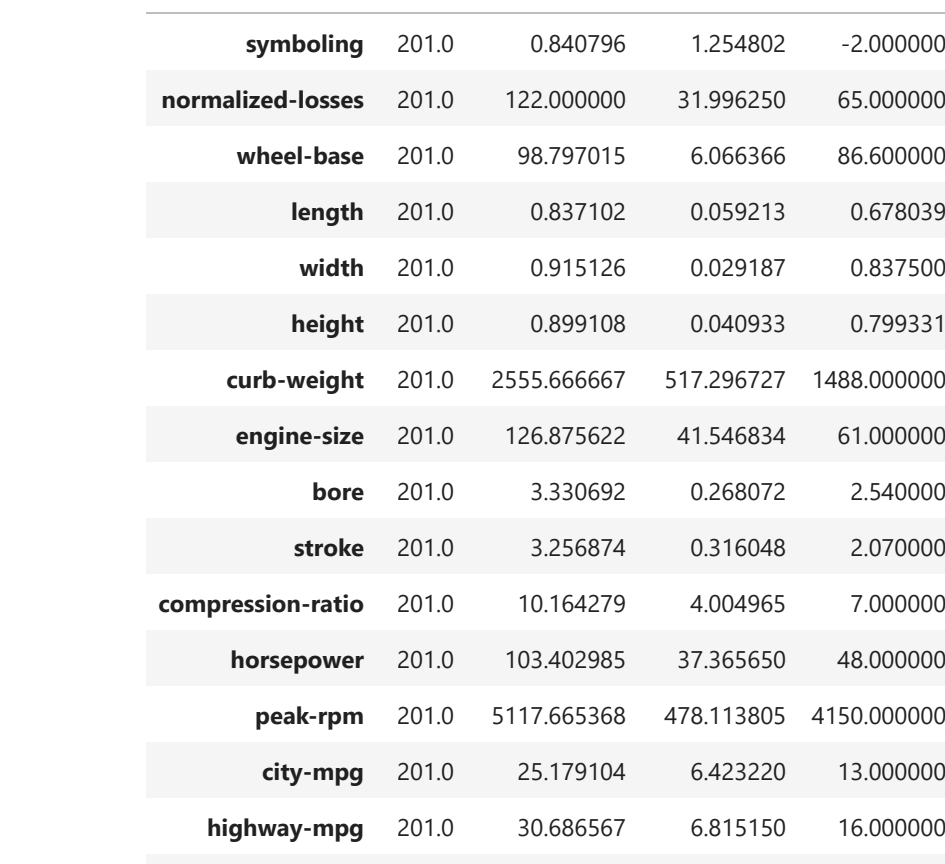 symboling 201.0 0.840796 1.254802 -2.000000
normalized-losses 201.0 122.000000 31.996250 65.000000
wheel-base 201.0 98.797015 6.066366 86.600000
length 201.0 0.837102 0.059213 0.678039
width 201.0 0.915126 0.029187 0.837500
height 201.0 0.899108 0.040933 0.799331
curb-weight 201.0 2555.666667 517.296727 1488.000000
engine-size 201.0 126.875622 41.546834 61.000000
bore 201.0 3.330692 0.268072 2.540000
stroke 201.0 3.256874 0.316048 2.070000
compression-ratio 201.0 10.164279 4.004965 7.000000
horsepower 201.0 103.402985 37.365650 48.000000
peak-rpm 201.0 5117.665368 478.113805 4150.000000
city-mpg 201.0 25.179104 6.423220 13.000000
highway-mpg 201.0 30.686567 6.815150 16.000000